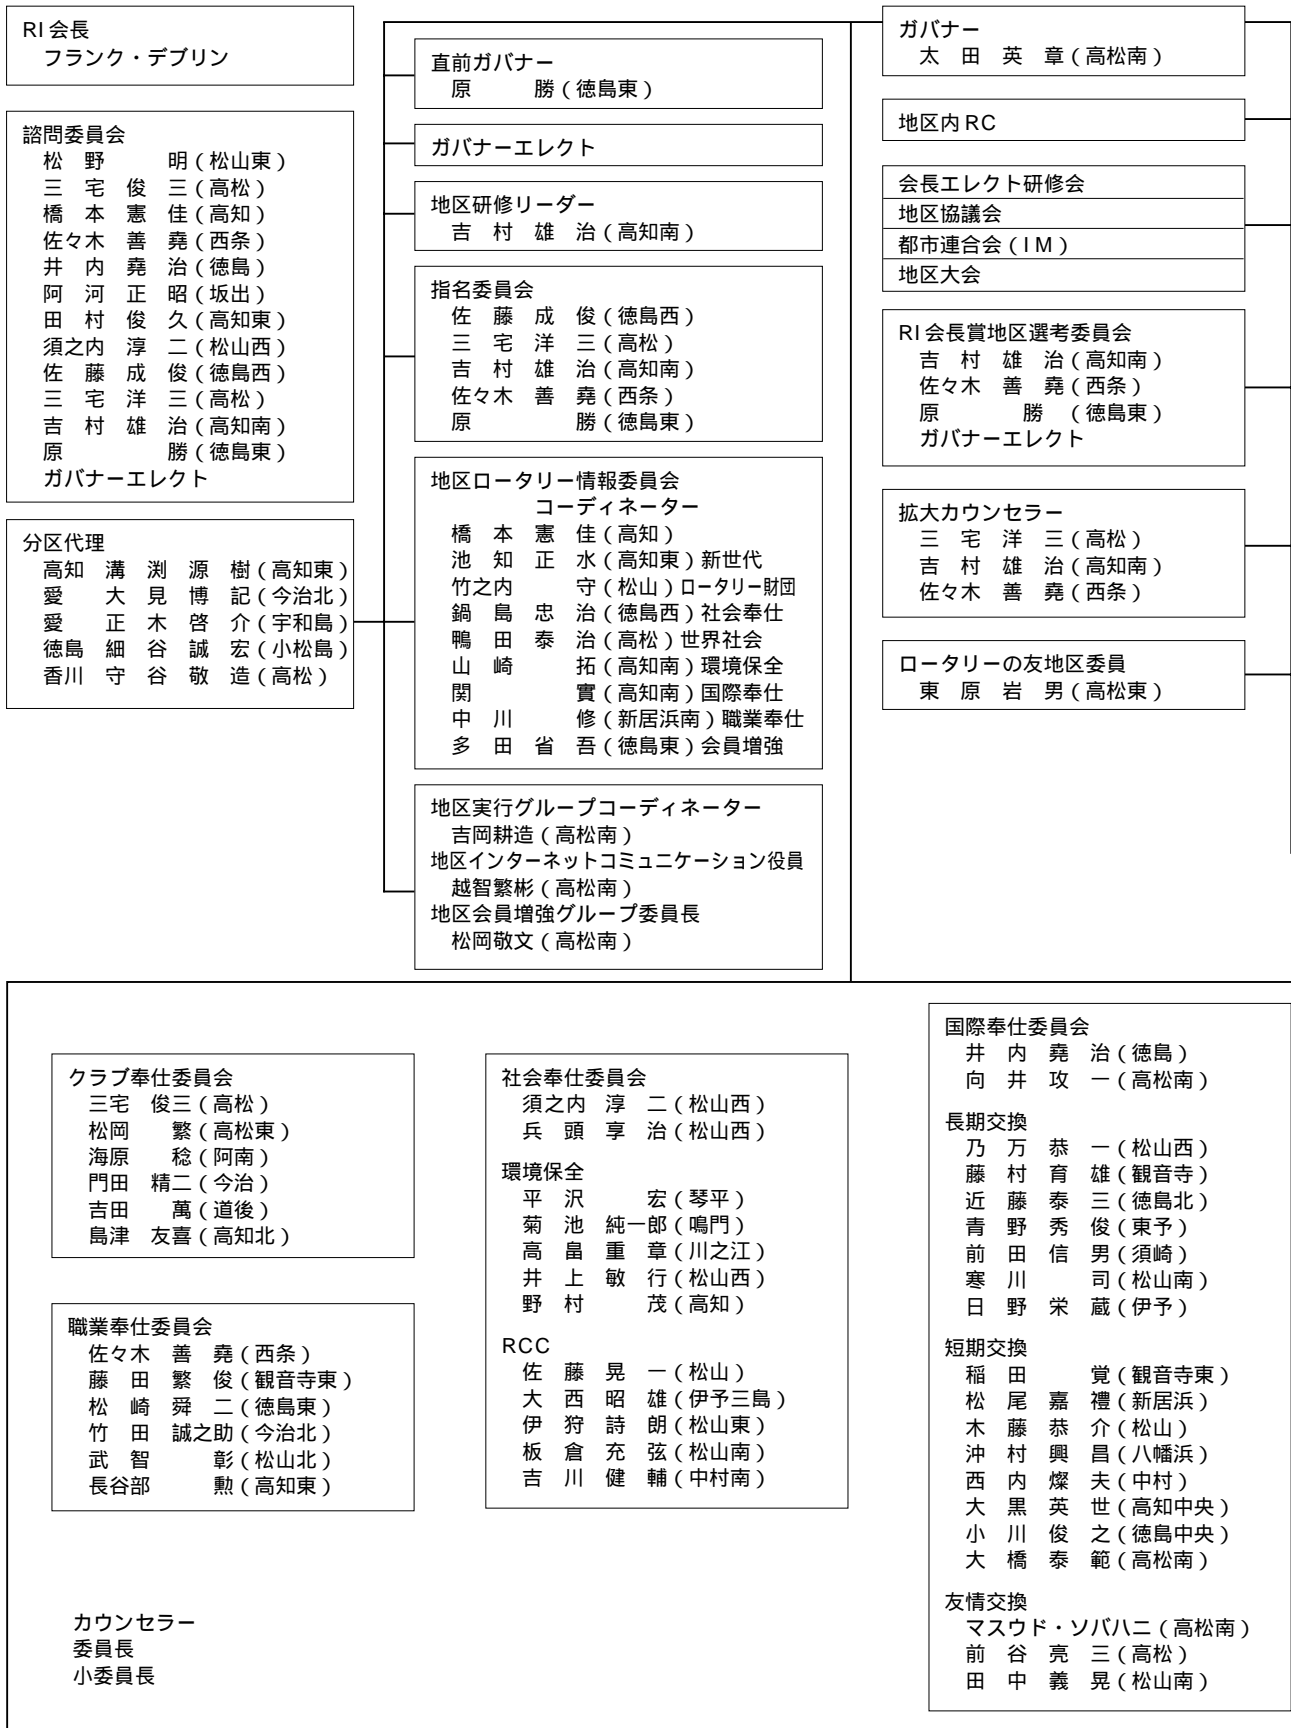 RI会長
フランク・デブリン
諮問委員会
松野 明(松山東)
三宅俊三(高松)
橋本憲佳(高知)
佐々木善堯(西条)
井内堯治(徳島)
阿河正昭(坂出)
田村俊久(高知東)
須之内淳二(松山西)
佐藤成俊(徳島西)
三宅洋三(高松)
吉村雄治(高知南)
原 勝(徳島東)
ガバナーエレクト
分区代理
高知 溝渕源樹(高知東)
愛 大見博記(今治北)
愛 正木啓介(宇和島)
徳島 細谷誠宏(小松島)
香川 守谷敬造(高松)
直前ガバナー
原 勝(徳島東)
ガバナーエレクト
地区研修リーダー
吉村雄治(高知南)
指名委員会
佐藤成俊(徳島西)
三宅洋三(高松)
吉村雄治(高知南)
佐々木善堯(西条)
原 勝(徳島東)
地区ロータリー情報委員会
コーディネーター
橋本憲佳(高知)
池知正水(高知東)新世代
竹之内 守(松山)ロータリー財団
鍋島忠治(徳島西)社会奉仕
鴨田泰治(高松)世界社会
山崎 拓(高知南)環境保全
関 實(高知南)国際奉仕
中川 修(新居浜南)職業奉仕
多田省吾(徳島東)会員増強
地区実行グループコーディネーター
吉岡耕造(高松南)
地区インターネットコミュニケーション役員
越智繁彬(高松南)
地区会員増強グループ委員長
松岡敬文(高松南)
ガバナー
太田英章(高松南)
地区内RC
会長エレクト研修会
地区協議会
都市連合会(IM)
地区大会
RI会長賞地区選考委員会
吉村雄治(高知南)
佐々木善堯(西条)
原 勝 (徳島東)
ガバナーエレクト
拡大カウンセラー
三宅洋三(高松)
吉村雄治(高知南)
佐々木善堯(西条)
ロータリーの友地区委員
東原岩男(高松東)
クラブ奉仕委員会
三宅 俊三(高松)
松岡 繁(高松東)
海原 稔(阿南)
門田 精二(今治)
吉田 萬(道後)
島津 友喜(高知北)
職業奉仕委員会
佐々木善堯(西条)
藤田繁俊(観音寺東)
松崎舜二(徳島東)
竹田誠之助(今治北)
武智 彰(松山北)
長谷部 勲(高知東)
カウンセラー
委員長
小委員長
社会奉仕委員会
須之内淳二(松山西)
兵頭享治(松山西)
環境保全
平沢 宏(琴平)
菊池純一郎(鳴門)
高畠重章(川之江)
井上敏行(松山西)
野村 茂(高知)
RCC
佐藤晃一(松山)
大西昭雄(伊予三島)
伊狩詩朗(松山東)
板倉充弦(松山南)
吉川健輔(中村南)
国際奉仕委員会
井内堯治(徳島)
向井攻一(高松南)
長期交換
乃万恭一(松山西)
藤村育雄(観音寺)
近藤泰三(徳島北)
青野秀俊(東予)
前田信男(須崎)
寒川 司(松山南)
日野栄蔵(伊予)
短期交換
稲田 覚(観音寺東)
松尾嘉禮(新居浜)
木藤恭介(松山)
沖村興昌(八幡浜)
西内燦夫(中村)
大黒英世(高知中央)
小川俊之(徳島中央)
大橋泰範(高松南)
友情交換
マスウド・ソバハニ(高松南)
前谷亮三(高松)
田中義晃(松山南)